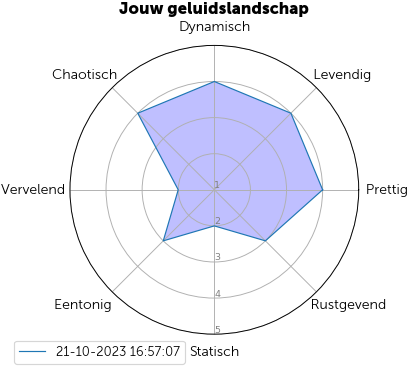 Jouw geluidslandschap
Dynamisch
Chaotisch
Levendig
Vervelend
1
Prettig
2
3
4
Eentonig
Rustgevend
5
21-10-2023 16:57:07
Statisch